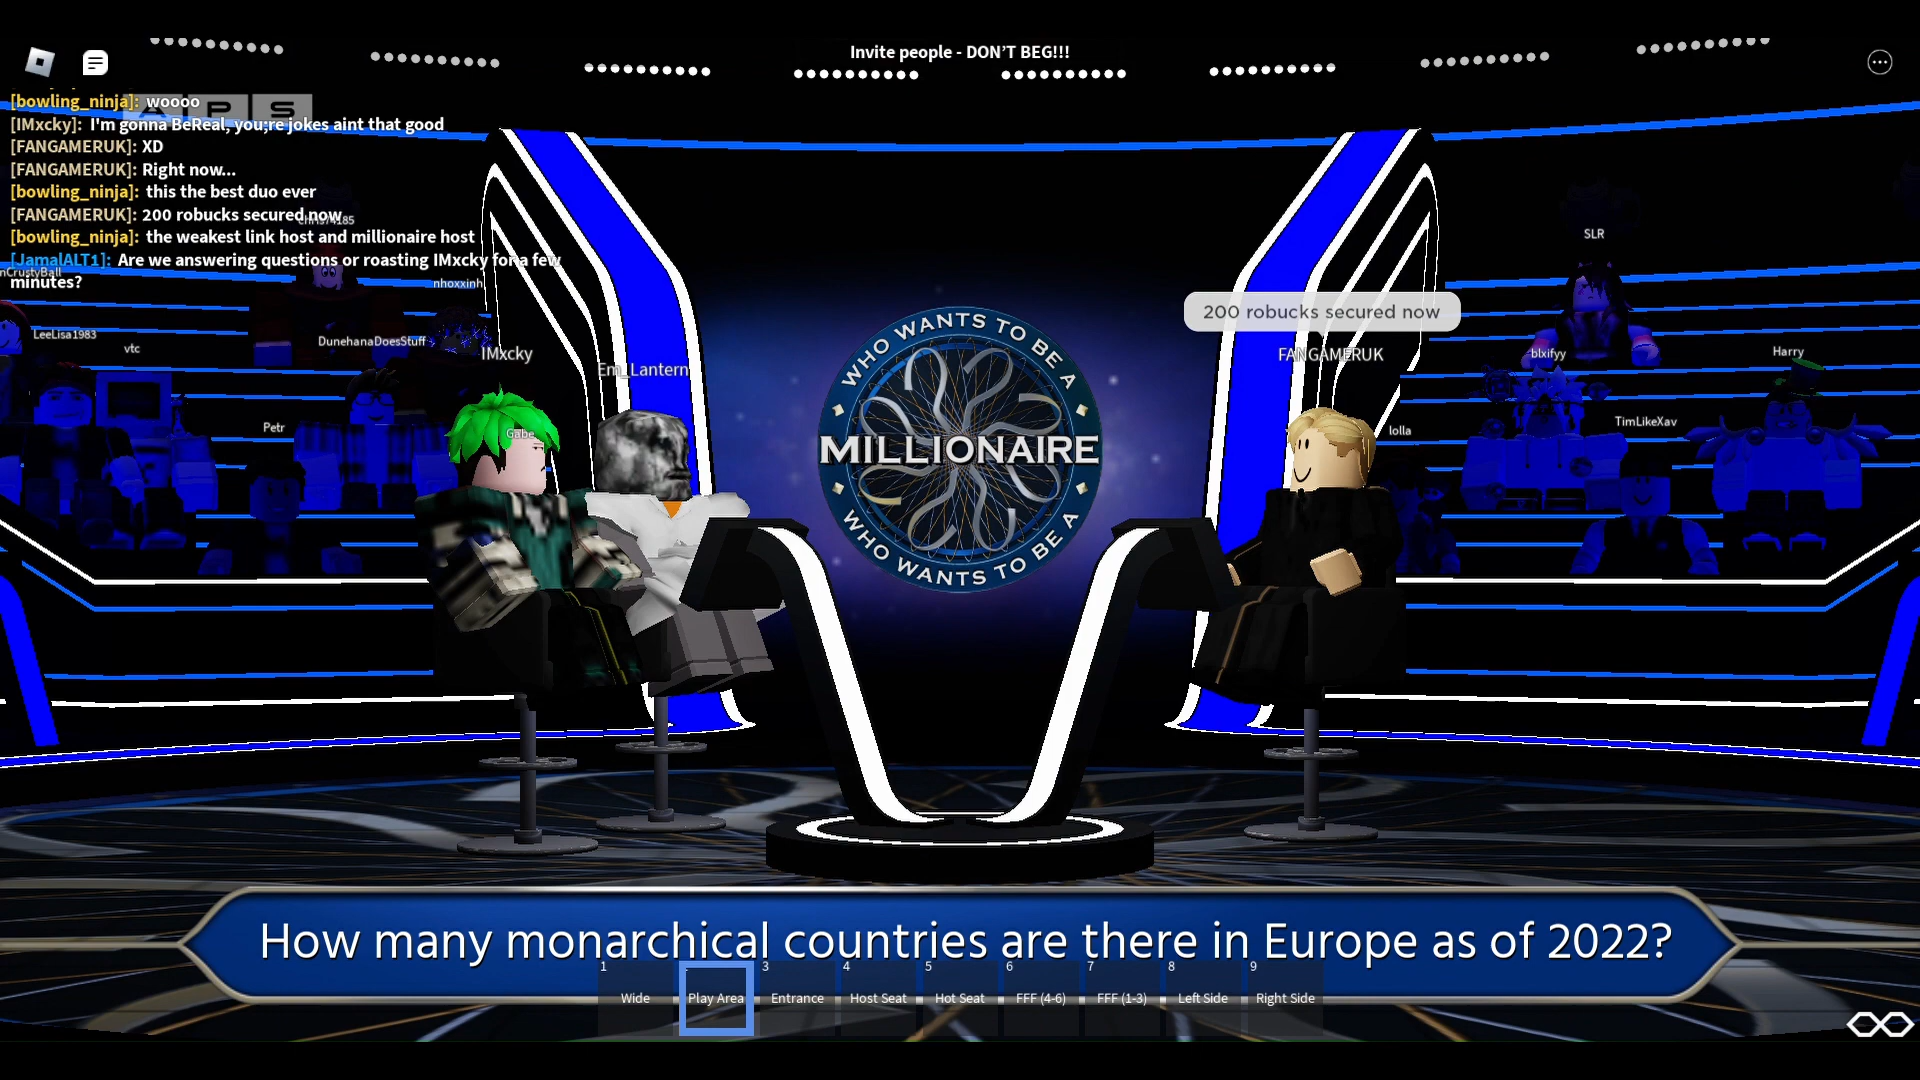 Invite people - DON'T BEG!!!
[bowling_ninja]: woooo
A P S
[IMxcky]: I'm gonna BeReal, you;re jokes aint that good
[FANGAMERUK]: XD
[FANGAMERUK]: Right now...
[bowling_ninja]: this the best duo ever
[FANGAMERUK]: 200 robucks secured now
[bowling_ninja]: the weakest link host and millionaire host
[JamalALT1]: Are we answering questions or roasting IMxcky for a few
minutes?
nCrustyBall
nhoxxinh
LeeLisa1983
vtc
DunehanaDoesStuff
IMxcky
Em_Lantern
Petr
Gabe
WHO WANTS TO BE A
MILLIONAIRE
WHO WANTS TO BE A
200 robucks secured now
FANGAMERUK
SLR
blxifyy
Harry
lolla
TimLikeXav
How many monarchical countries are there in Europe as of 2022?
1 3 4 5 6 7 8 9
Wide Play Area Entrance Host Seat Hot Seat FFF (4-6) FFF (1-3) Left Side Right Side